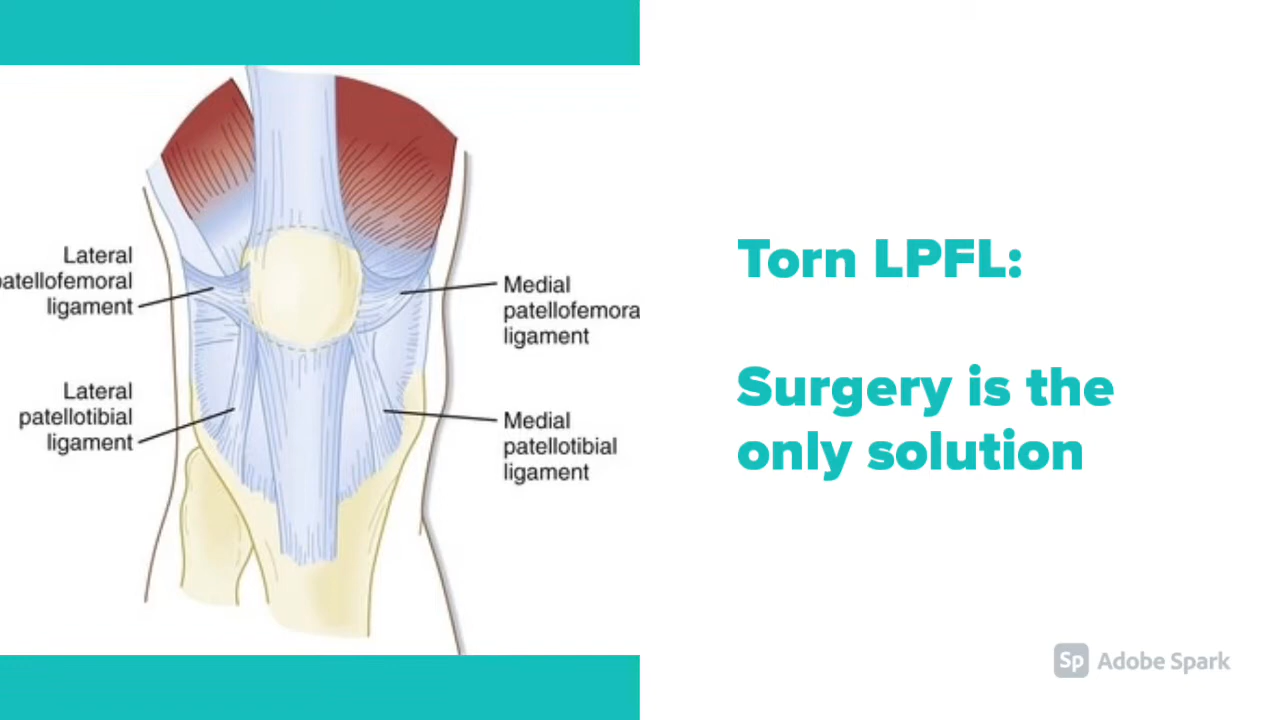 Lateral
patellofemoral
ligament
Medial
patellofemora
ligament
Lateral
patellotibial
ligament
Medial
patellotibial
ligament
Torn LPFL:
Surgery is the
only solution
Sp Adobe Spark